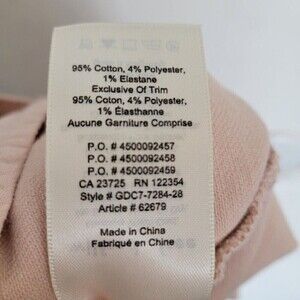 95% Cotton, 4% Polyester,
1% Elastane
Exclusive Of Trim
95% Coton, 4% Polyester,
1% Élasthanne
Aucune Garniture Comprise
P.O. # 4500092457
P.O. # 4500092458
P.O. # 4500092459
CA 23725 RN 122354
Style # GDC7-7284-28
Article # 62679
Made in China
Fabriqué en Chine